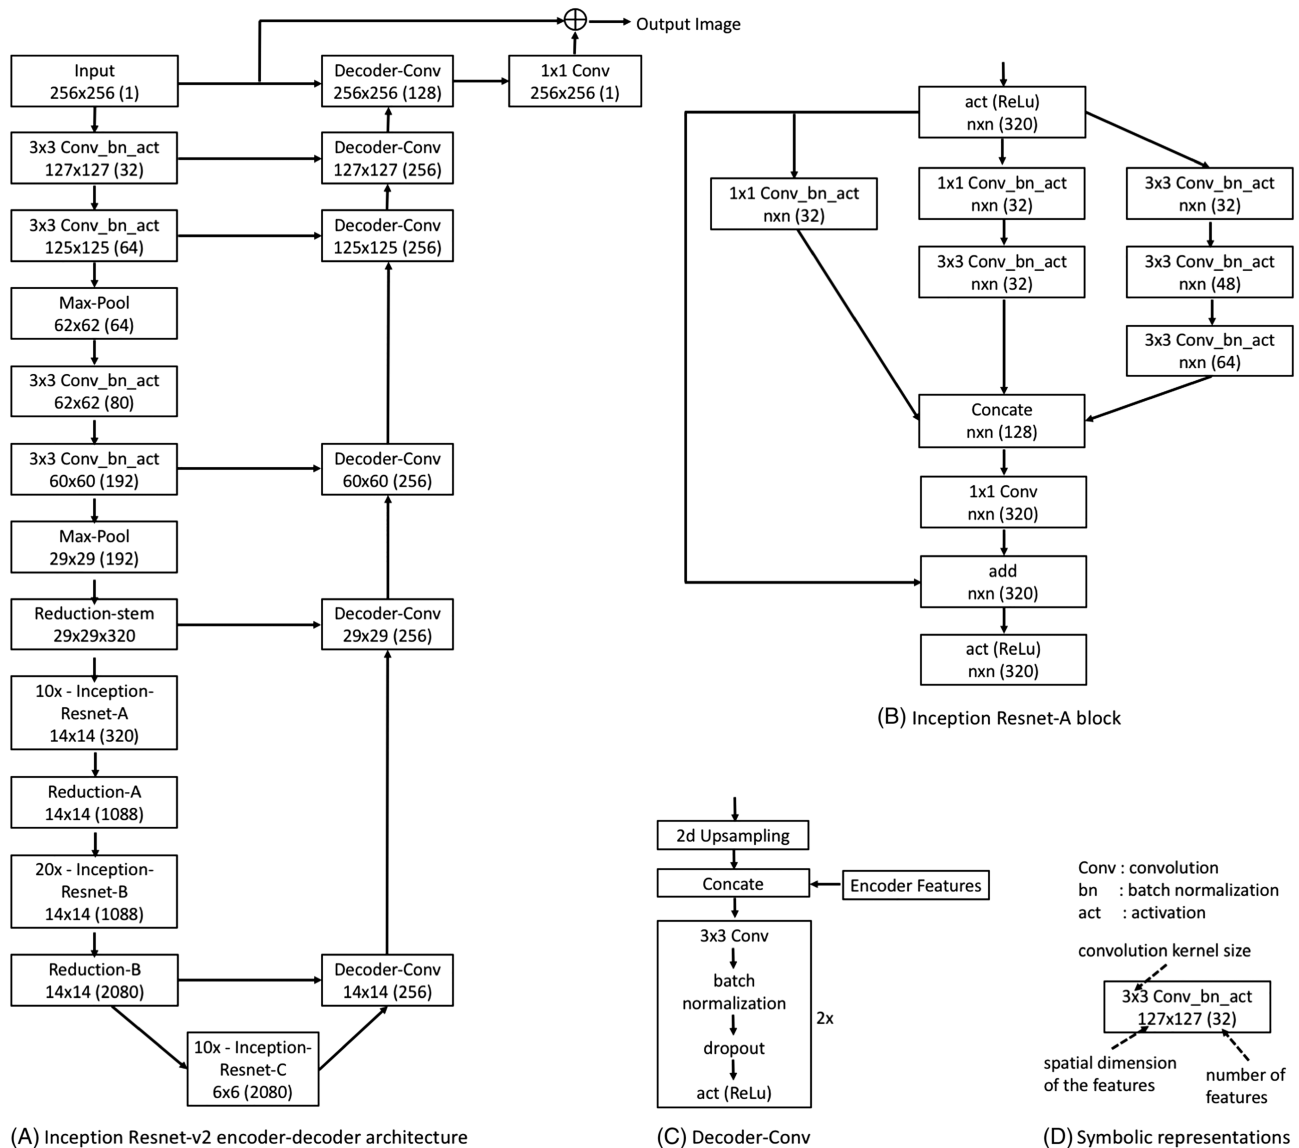 Output Image
Input
256x256 (1)
Decoder-Conv
256x256 (128)
1x1 Conv
256x256 (1)
3x3 Conv_bn_act
127x127 (32)
Decoder-Conv
127x127 (256)
3x3 Conv_bn_act
125x125 (64)
Decoder-Conv
125x125 (256)
Max-Pool
62x62 (64)
3x3 Conv_bn_act
62x62 (80)
3x3 Conv_bn_act
60x60 (192)
Decoder-Conv
60x60 (256)
Max-Pool
29x29 (192)
Reduction-stem
29x29x320
Decoder-Conv
29x29 (256)
10x - Inception-
Resnet-A
14x14 (320)
Reduction-A
14x14 (1088)
20x - Inception-
Resnet-B
14x14 (1088)
Reduction-B
14x14 (2080)
Decoder-Conv
14x14 (256)
10x - Inception-
Resnet-C
6x6 (2080)
(A) Inception Resnet-v2 encoder-decoder architecture
act (ReLu)
nxn (320)
1x1 Conv_bn_act
nxn (32)
1x1 Conv_bn_act
nxn (32)
3x3 Conv_bn_act
nxn (32)
3x3 Conv_bn_act
nxn (32)
3x3 Conv_bn_act
nxn (48)
3x3 Conv_bn_act
nxn (64)
Concate
nxn (128)
1x1 Conv
nxn (320)
add
nxn (320)
act (ReLu)
nxn (320)
(B) Inception Resnet-A block
2d Upsampling
Concate
Encoder Features
3x3 Conv
batch
normalization
dropout
act (ReLu)
2x
(C) Decoder-Conv
Conv : convolution
bn : batch normalization
act : activation
convolution kernel size
3x3 Conv_bn_act
127x127 (32)
spatial dimension
of the features
number of
features
(D) Symbolic representations